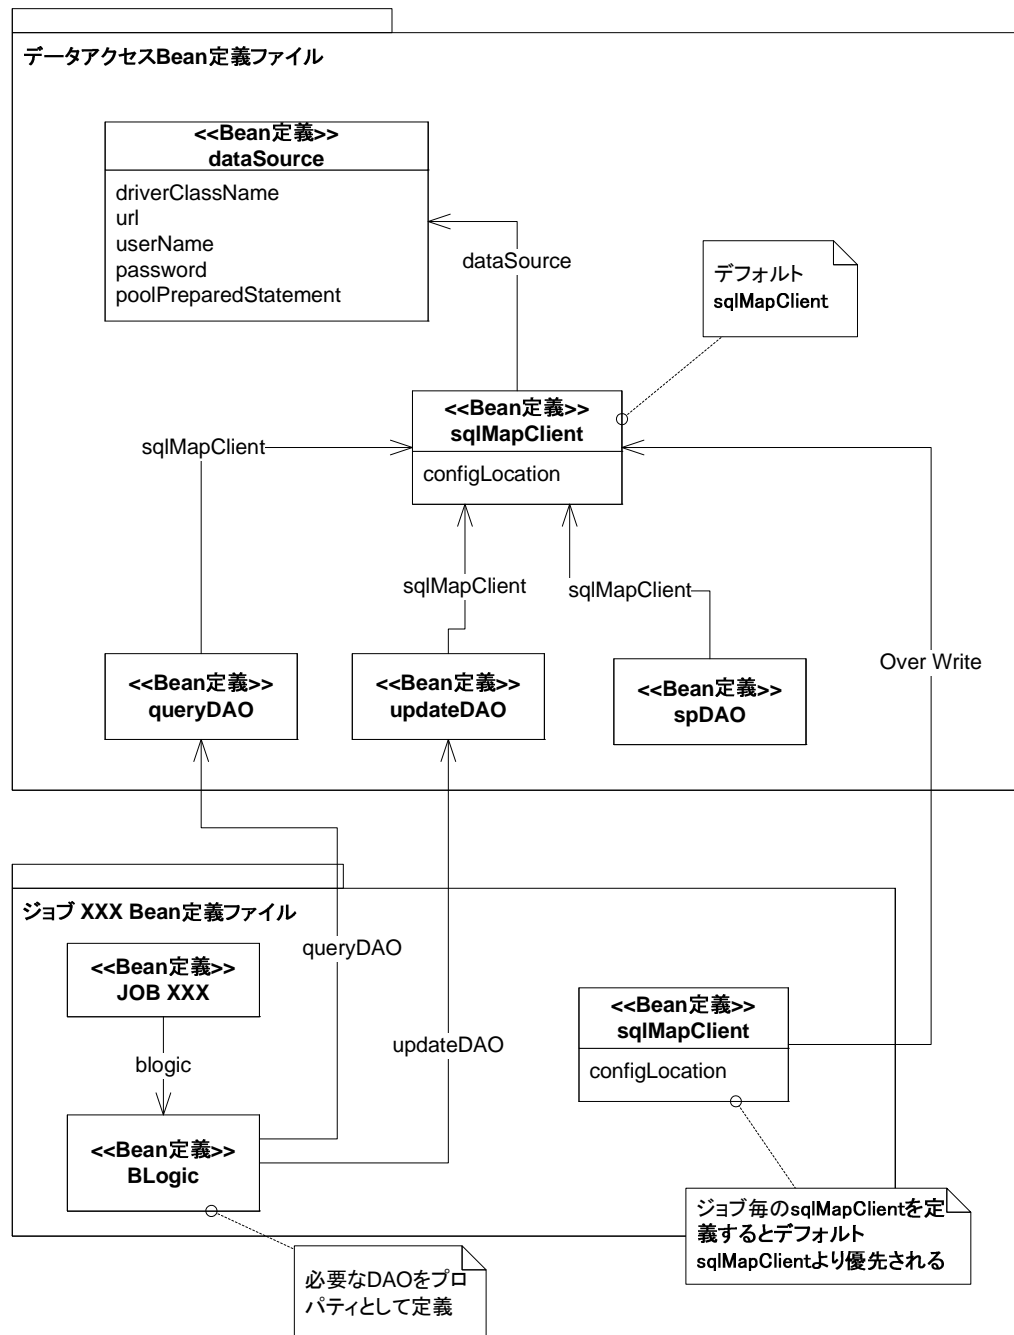 データアクセスBean定義ファイル
<<Bean定義>>
dataSource
driverClassName
url
userName
password
poolPreparedStatement
dataSource
デフォルト
sqlMapClient
<<Bean定義>>
sqlMapClient
configLocation
sqlMapClient
sqlMapClient
sqlMapClient
<<Bean定義>>
queryDAO
<<Bean定義>>
updateDAO
<<Bean定義>>
spDAO
Over Write
ジョブ XXX Bean定義ファイル
<<Bean定義>>
JOB XXX
queryDAO
updateDAO
blogic
<<Bean定義>>
BLogic
<<Bean定義>>
sqlMapClient
configLocation
ジョブ毎のsqlMapClientを定
義するとデフォルト
sqlMapClientより優先される
必要なDAOをプロ
パティとして定義